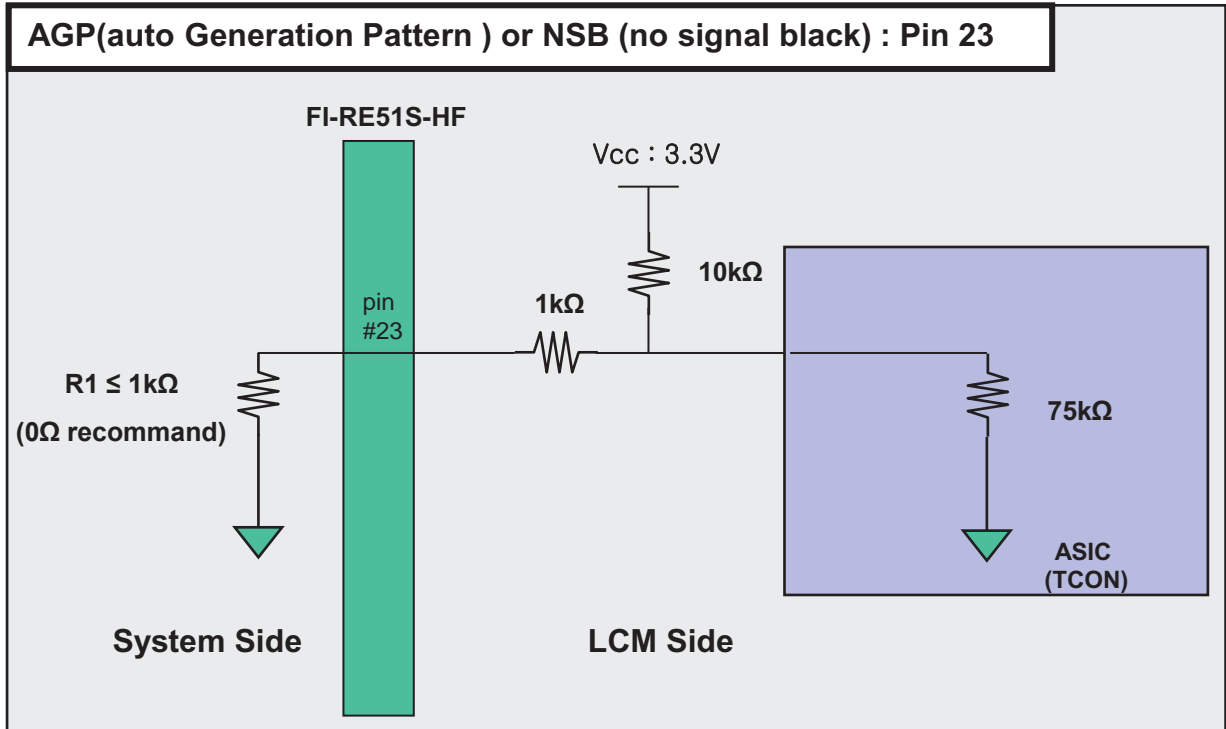 AGP(auto Generation Pattern ) or NSB (no signal black) : Pin 23
FI-RE51S-HF
Vcc : 3.3V
10kΩ
1kΩ
pin
#23
R1 ≤ 1kΩ
(0Ω recommand)
75kΩ
ASIC
(TCON)
System Side
LCM Side